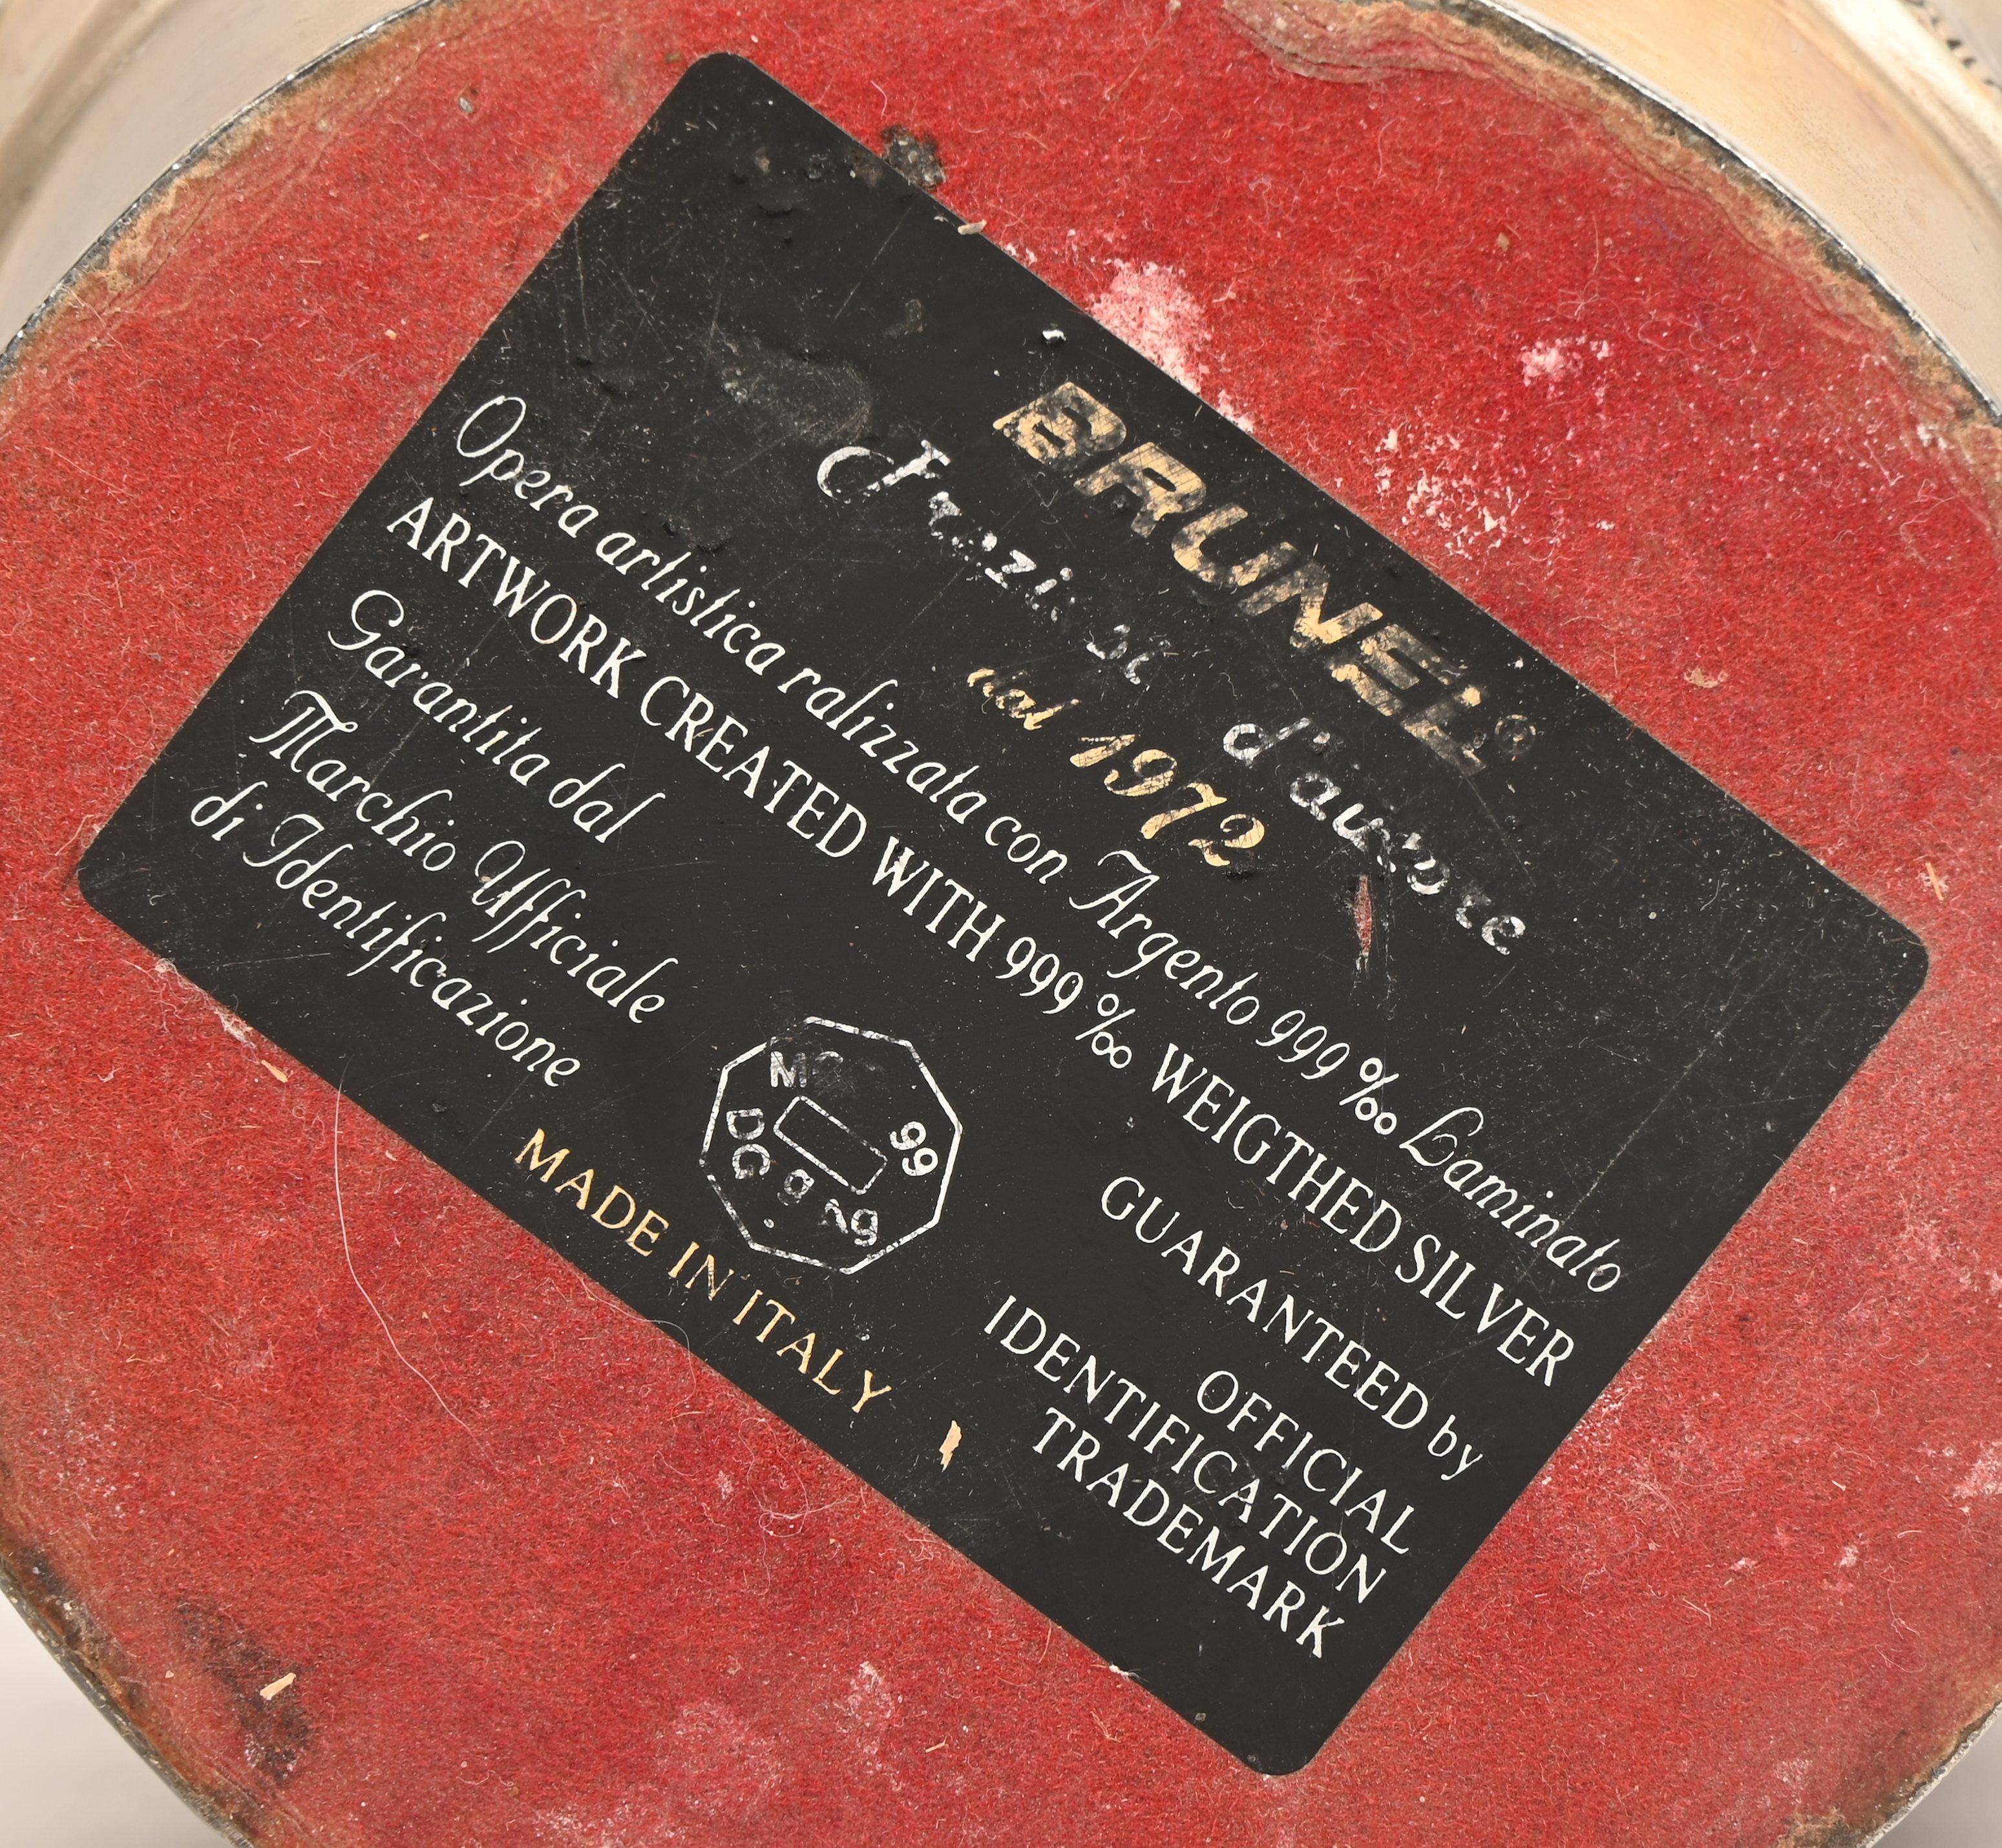 BRUNEL®
d'autore
dal 1972
Opera artistica ralizzata con Argento 999 ‰ Laminato
ARTWORK CREATED WITH 999 ‰ WEIGTHED SILVER
Garantita dal
Marchio Ufficiale
di Identificazione
GUARANTEED by
OFFICIAL
IDENTIFICATION
TRADEMARK
99
DG
MADE IN ITALY